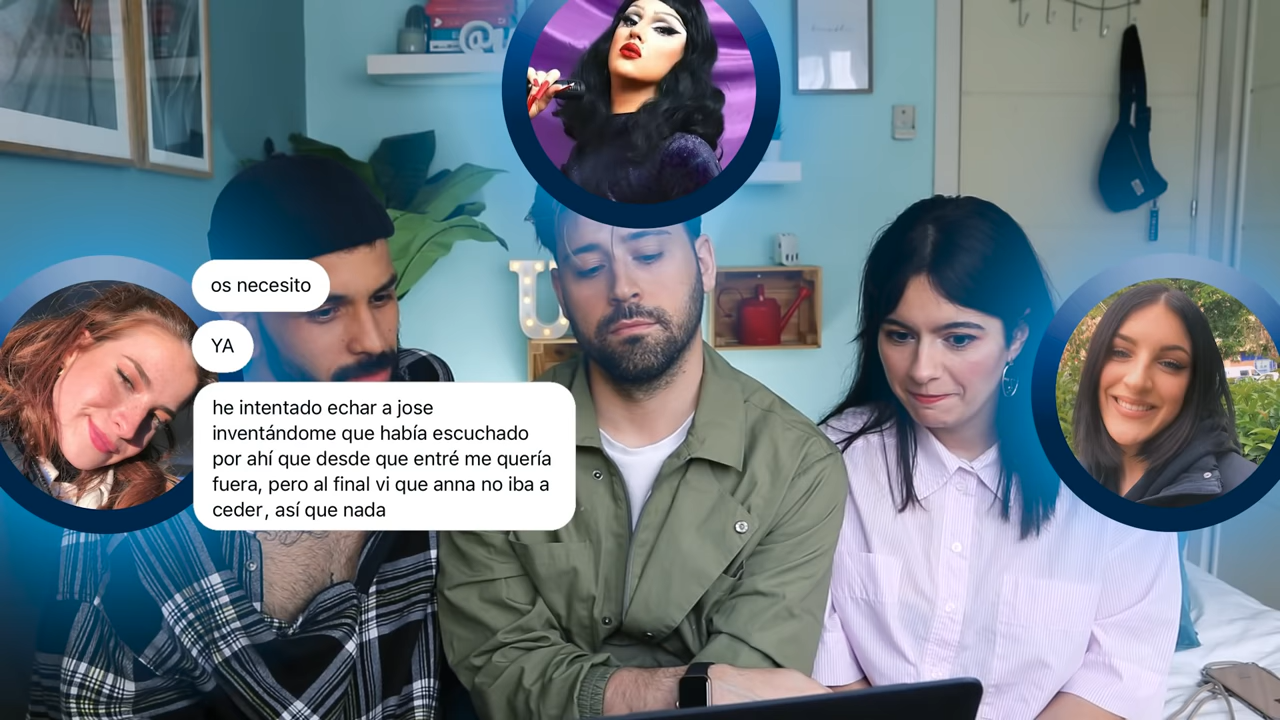 os necesito
YA
he intentado echar a jose
inventándome que había escuchado
por ahí que desde que entré me quería
fuera, pero al final vi que anna no iba a
ceder, así que nada
@
U